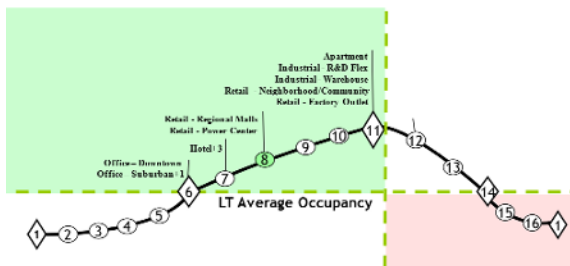 Apartment
Industrial - R&D Flex
Industrial - Warehouse
Retail - Neighborhood/Community
Retail - Factory Outlet
Retail - Regional Malls
Retail - Power Center
Hotel+3
Office - Downtown
Office - Suburban+1
LT Average Occupancy
1 2 3 4 5 6 7 8 9 10 11 12 13 14 15 16 1